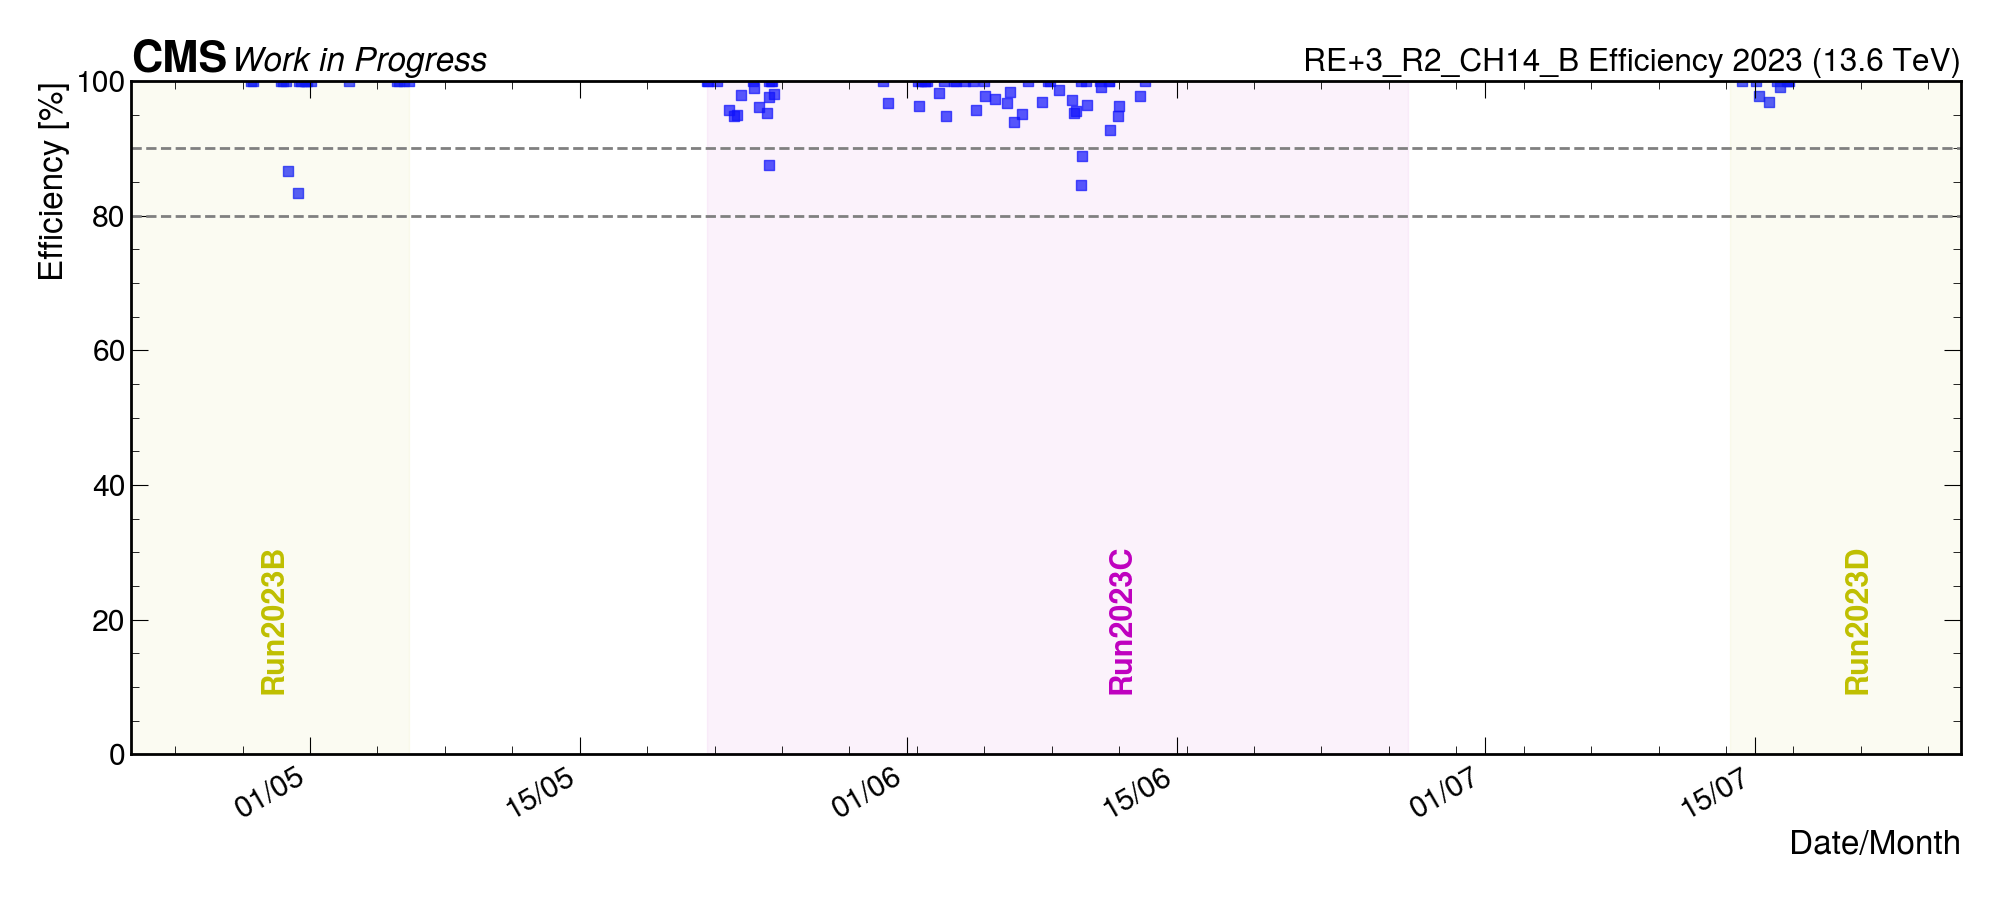 CMS Work in Progress
RE+3_R2_CH14_B Efficiency 2023 (13.6 TeV)
Efficiency [%]
100
80
60
40
20
0
Run2023B
Run2023C
Run2023D
01/05
15/05
01/06
15/06
01/07
15/07
Date/Month